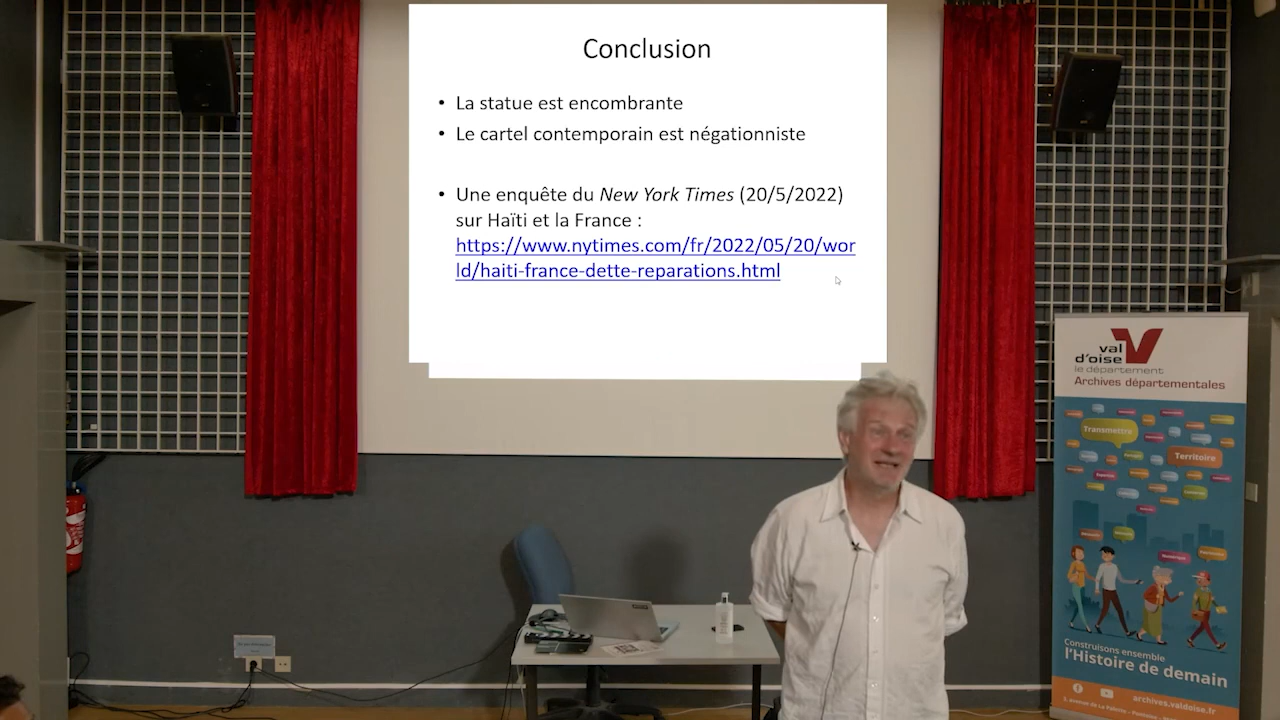 Conclusion
• La statue est encombrante
• Le cartel contemporain est négationniste
• Une enquête du New York Times (20/5/2022)
sur Haïti et la France :
https://www.nytimes.com/fr/2022/05/20/wor
ld/haiti-france-dette-reparations.html
val
d'oise
le département
Archives départementales
Transmettre
Territoire
Construisons ensemble
l'Histoire de demain
archives.valdoise.fr